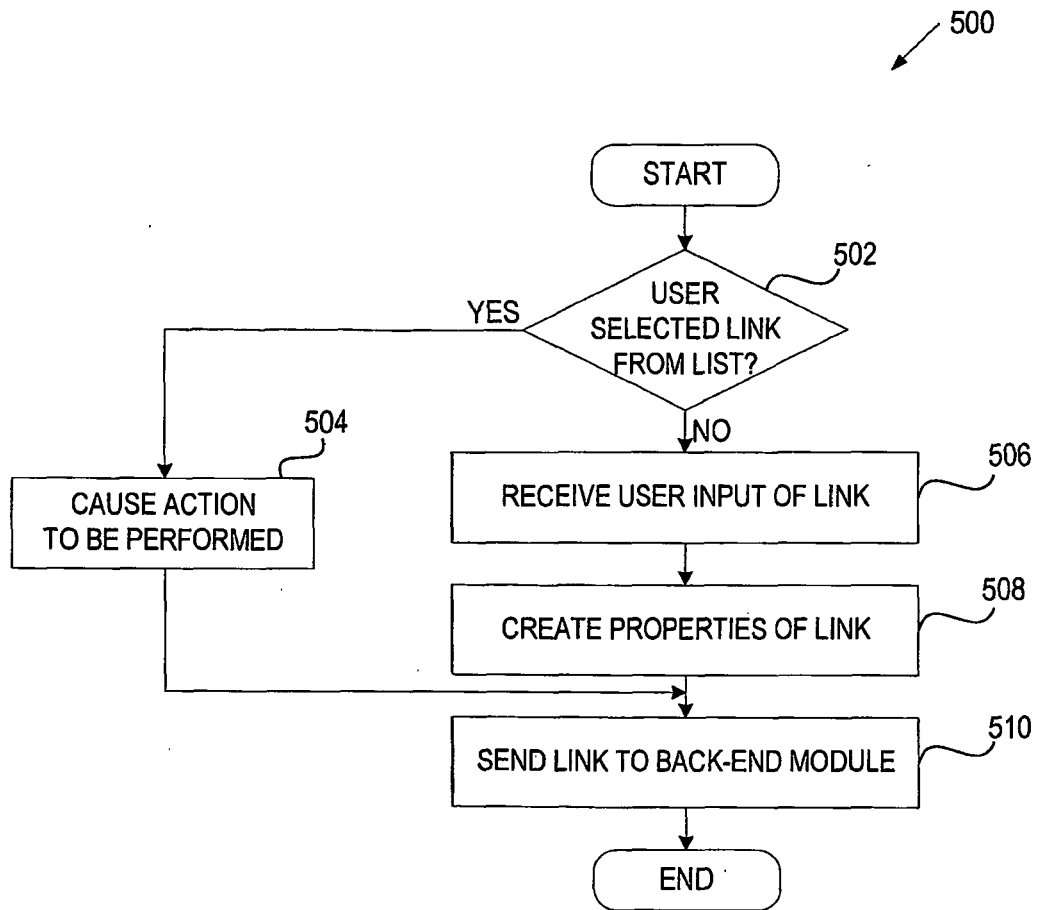 500
START
502
USER
SELECTED LINK
FROM LIST?
YES
NO
504
CAUSE ACTION
TO BE PERFORMED
506
RECEIVE USER INPUT OF LINK
508
CREATE PROPERTIES OF LINK
510
SEND LINK TO BACK-END MODULE
END